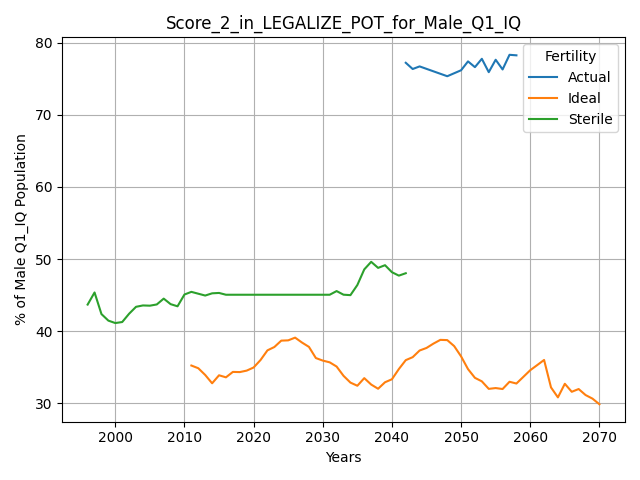 Score_2_in_LEGALIZE_POT_for_Male_Q1_IQ
% of Male Q1_IQ Population
80
70
60
50
40
30
Fertility
Actual
Ideal
Sterile
2000 2010 2020 2030 2040 2050 2060 2070
Years